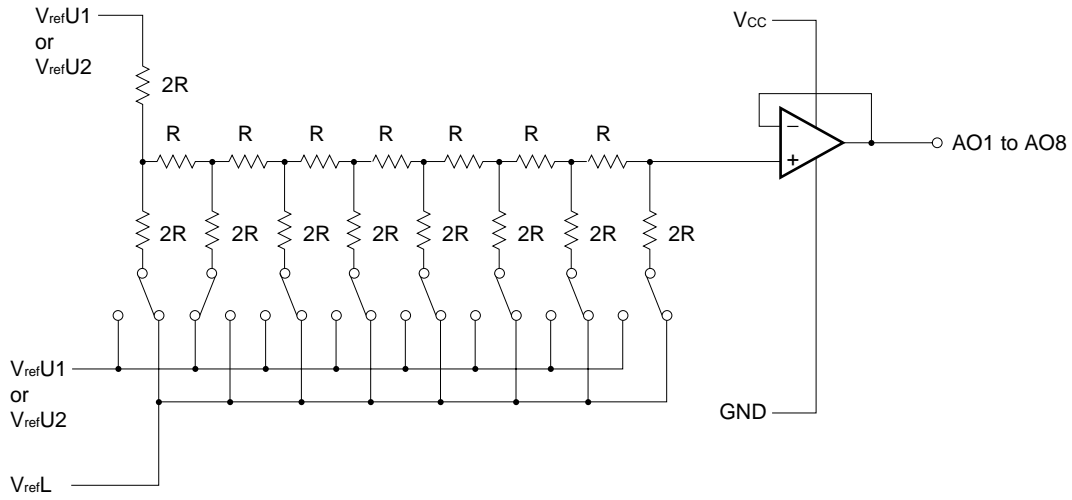 VrefU1
or
VrefU2
2R
R R R R R R R
2R 2R 2R 2R 2R 2R 2R 2R
VCC
−
+
AO1 to AO8
GND
VrefU1
or
VrefU2
VrefL